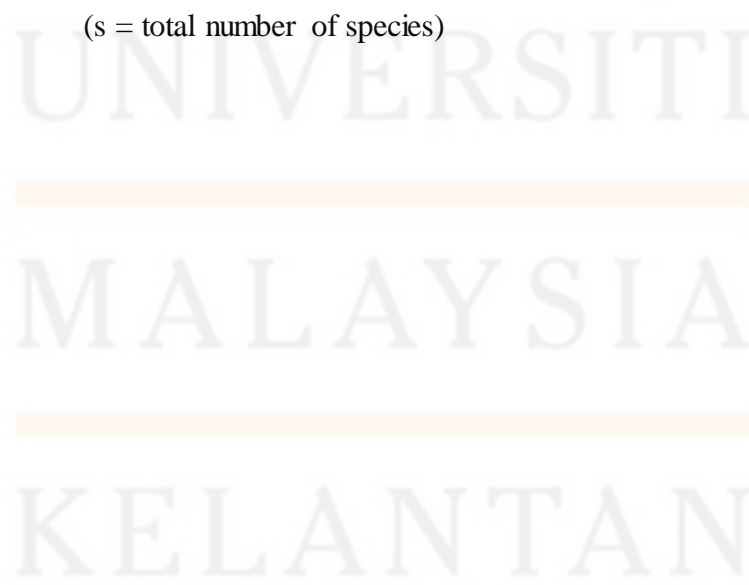 (s = total number of species)
UNIVERSITI
MALAYSIA
KELANTAN